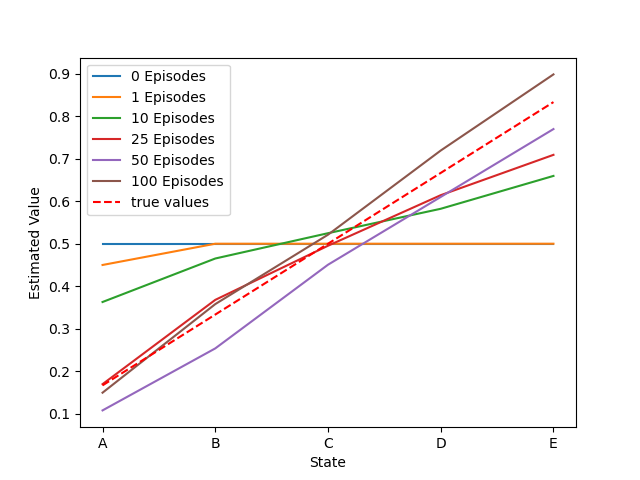 0.9
0.8
0.7
0.6
0.5
0.4
0.3
0.2
0.1
Estimated Value
0 Episodes
1 Episodes
10 Episodes
25 Episodes
50 Episodes
100 Episodes
true values
A B C D E
State